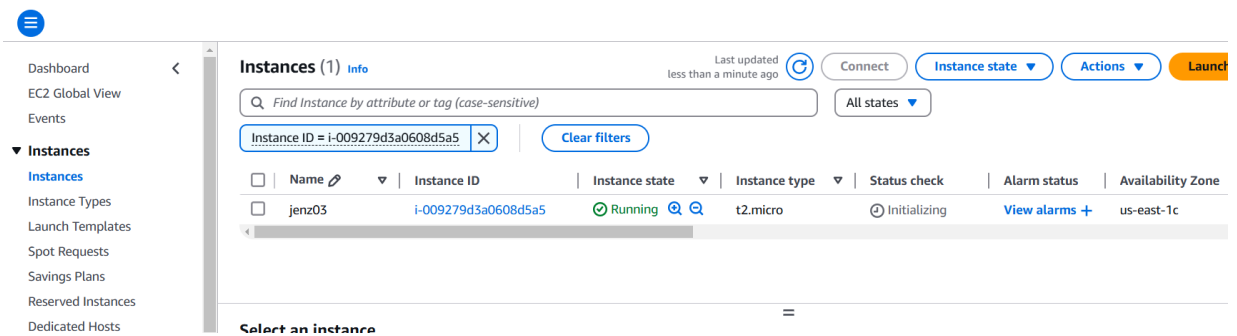 Dashboard
EC2 Global View
Events
Instances
Instances
Instance Types
Launch Templates
Spot Requests
Savings Plans
Reserved Instances
Dedicated Hosts
Instances (1) Info
Last updated
less than a minute ago
Connect
Instance state
Actions
Launch
Find Instance by attribute or tag (case-sensitive)
All states
Instance ID = i-009279d3a0608d5a5
Clear filters
Name Instance ID Instance state Instance type Status check Alarm status Availability Zone
jenz03 i-009279d3a0608d5a5 Running t2.micro Initializing View alarms + us-east-1c
Select an instance